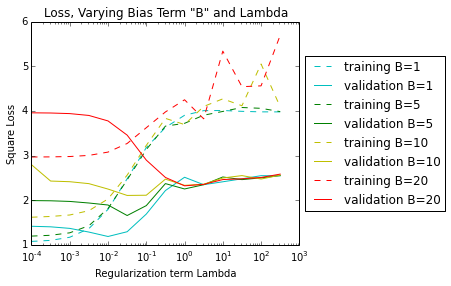 Loss, Varying Bias Term "B" and Lambda
Square Loss
6
5
4
3
2
1
10^-4
10^-3
10^-2
10^-1
10^0
10^1
10^2
10^3
Regularization term Lambda
training B=1
validation B=1
training B=5
validation B=5
training B=10
validation B=10
training B=20
validation B=20